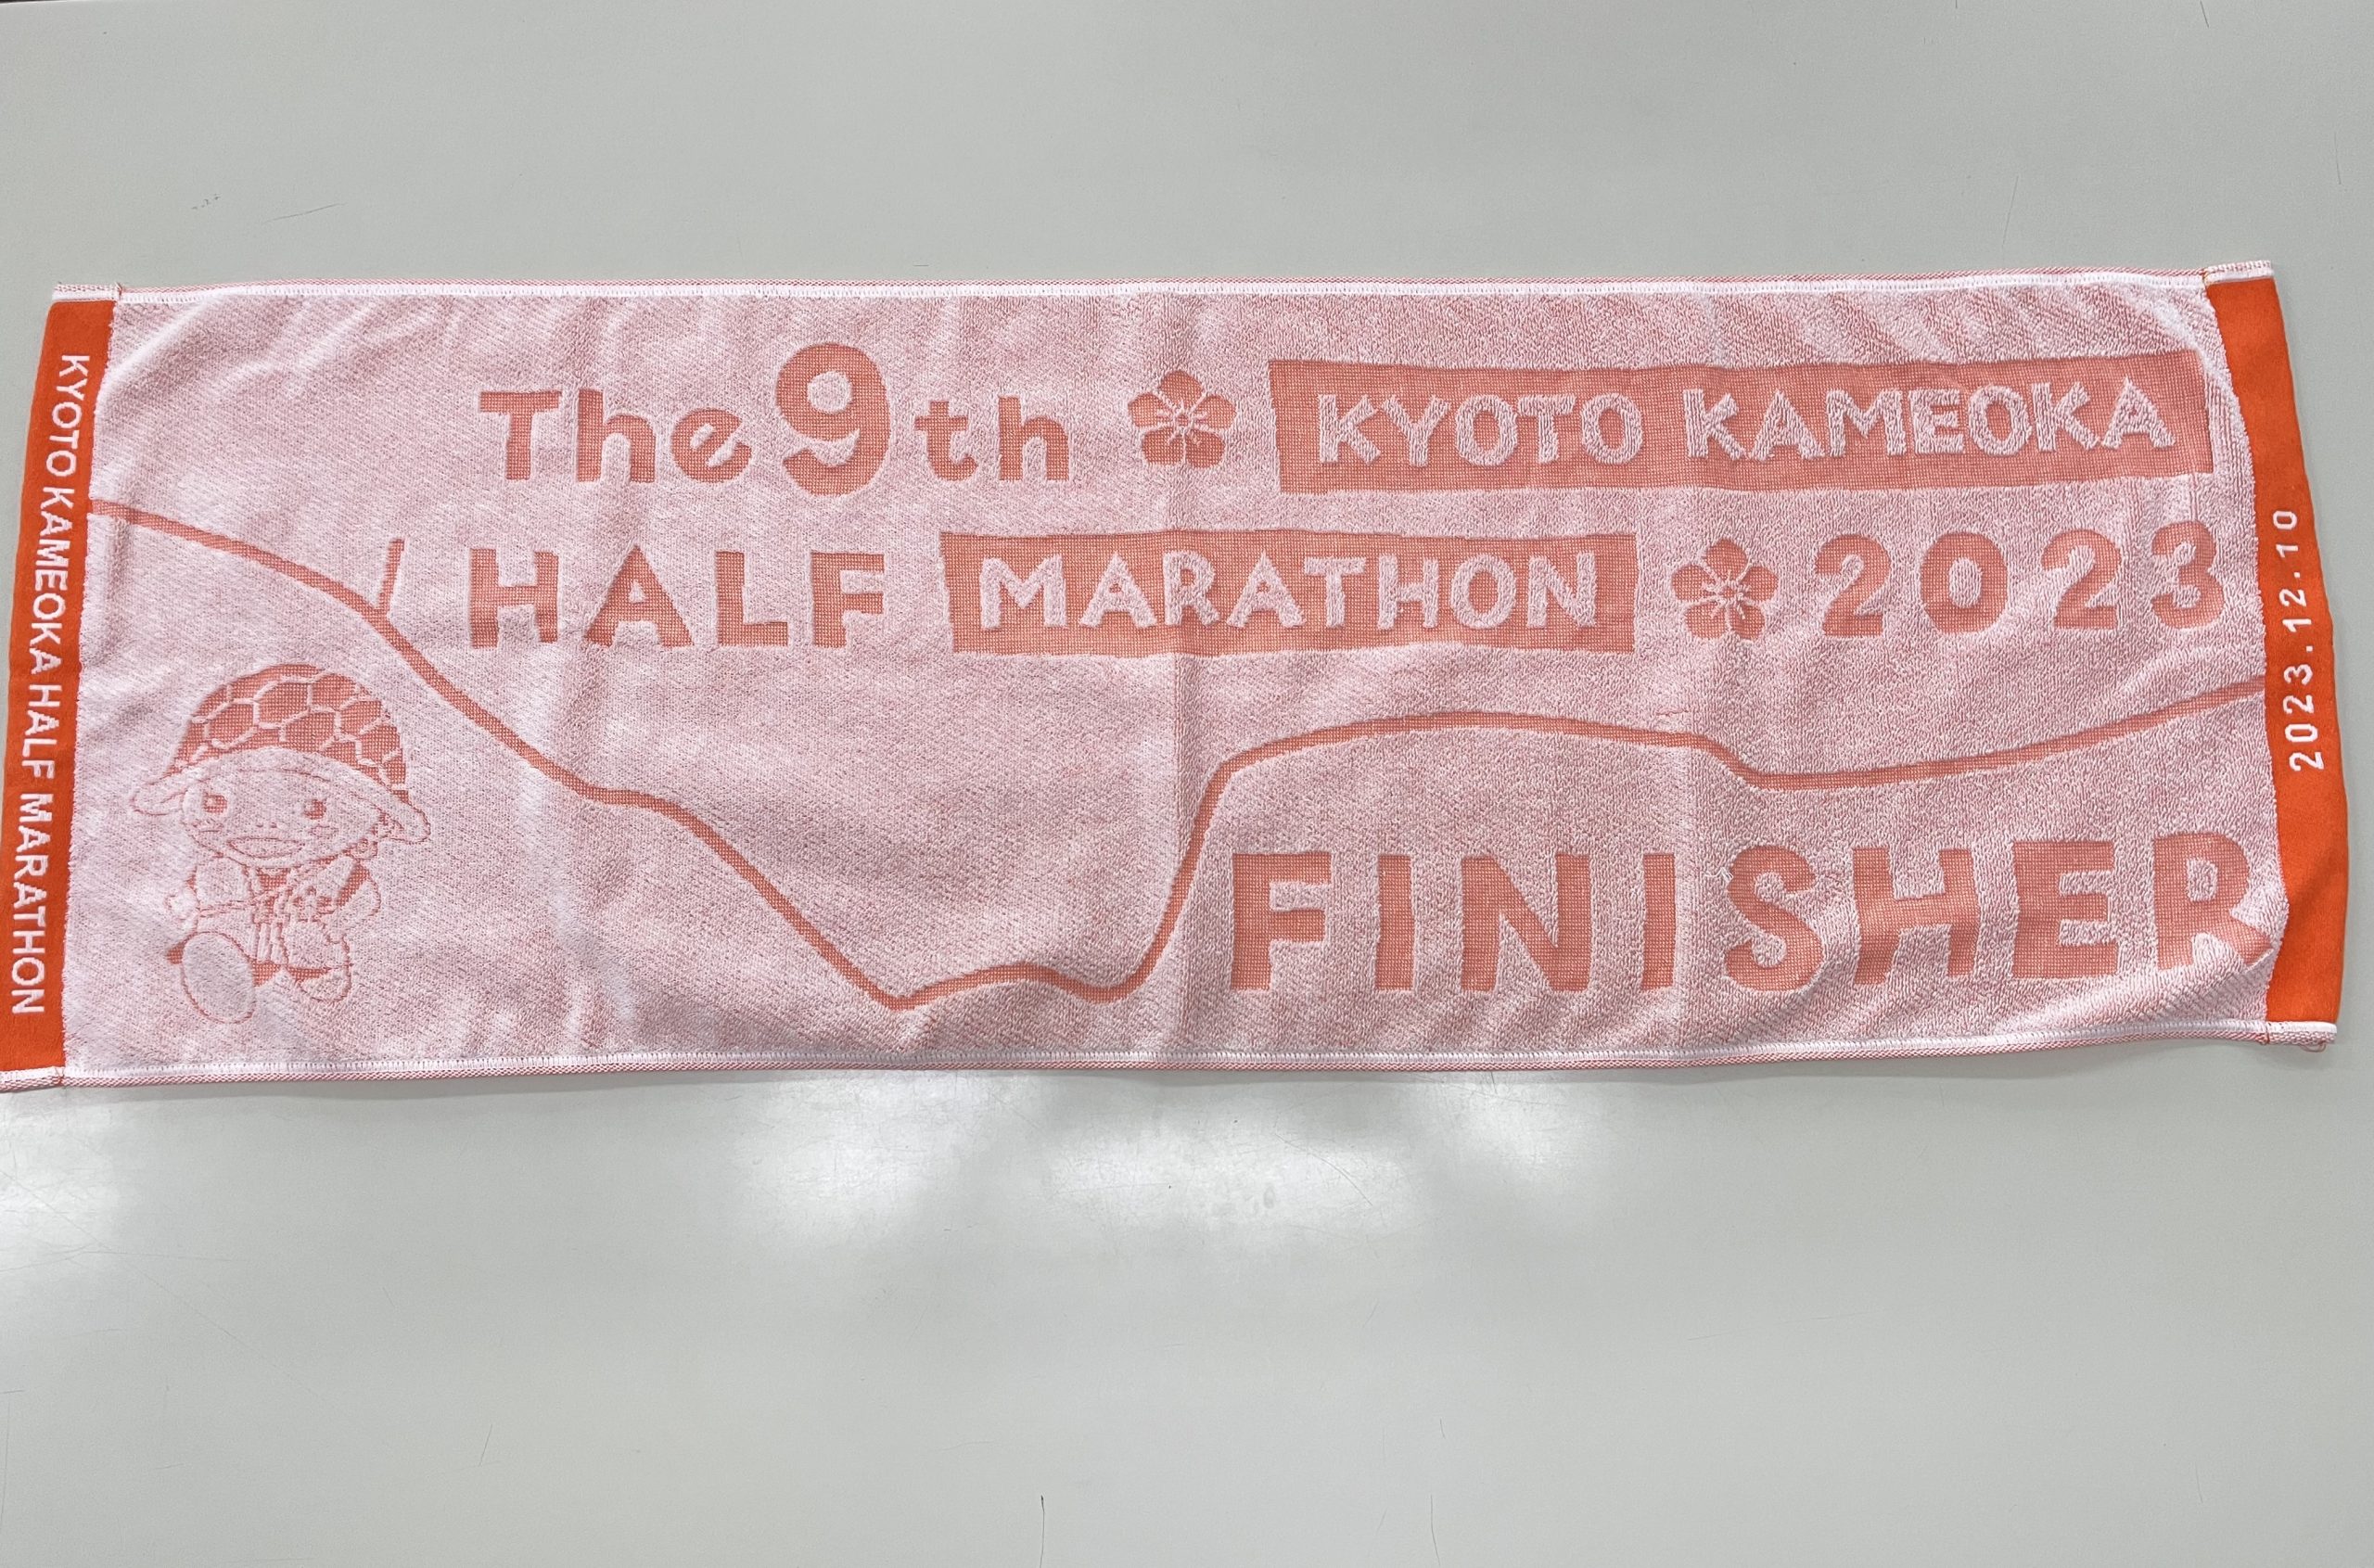 KYOTO KAMEOKA HALF MARATHON
The 9th KYOTO KAMEOKA
HALF MARATHON 2023
FINISHER
2023.12.10